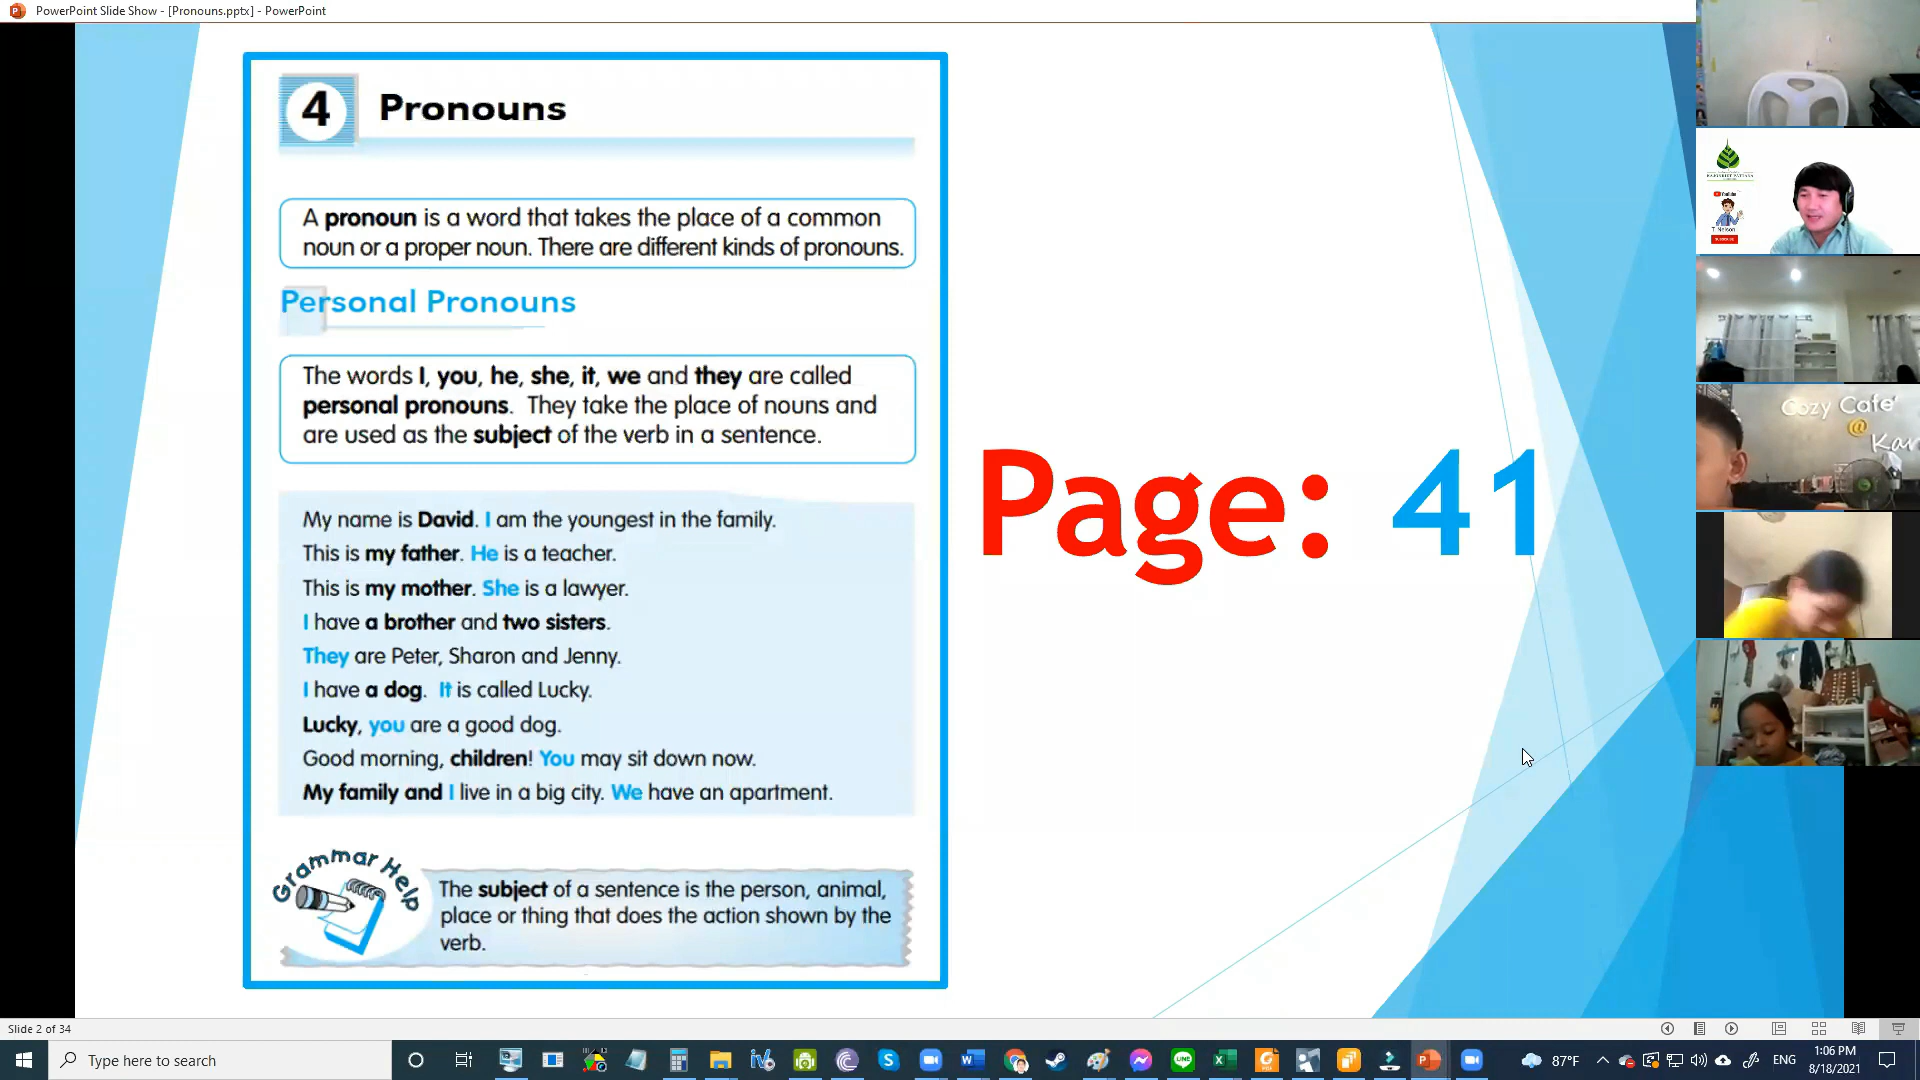 PowerPoint Slide Show - [Pronouns.pptx] - PowerPoint
4 Pronouns
A pronoun is a word that takes the place of a common
noun or a proper noun. There are different kinds of pronouns.
Personal Pronouns
The words I, you, he, she, it, we and they are called
personal pronouns. They take the place of nouns and
are used as the subject of the verb in a sentence.
My name is David. I am the youngest in the family.
This is my father. He is a teacher.
This is my mother. She is a lawyer.
I have a brother and two sisters.
They are Peter, Sharon and Jenny.
I have a dog. It is called Lucky.
Lucky, you are a good dog.
Good morning, children! You may sit down now.
My family and I live in a big city. We have an apartment.
Grammar Help
The subject of a sentence is the person, animal,
place or thing that does the action shown by the
verb.
Page: 41
YouTube
T. Nelson
SUBSCRIBE
Cozy Cafe'
@
Kar
Slide 2 of 34
Type here to search
87°F
ENG
1:06 PM
8/18/2021